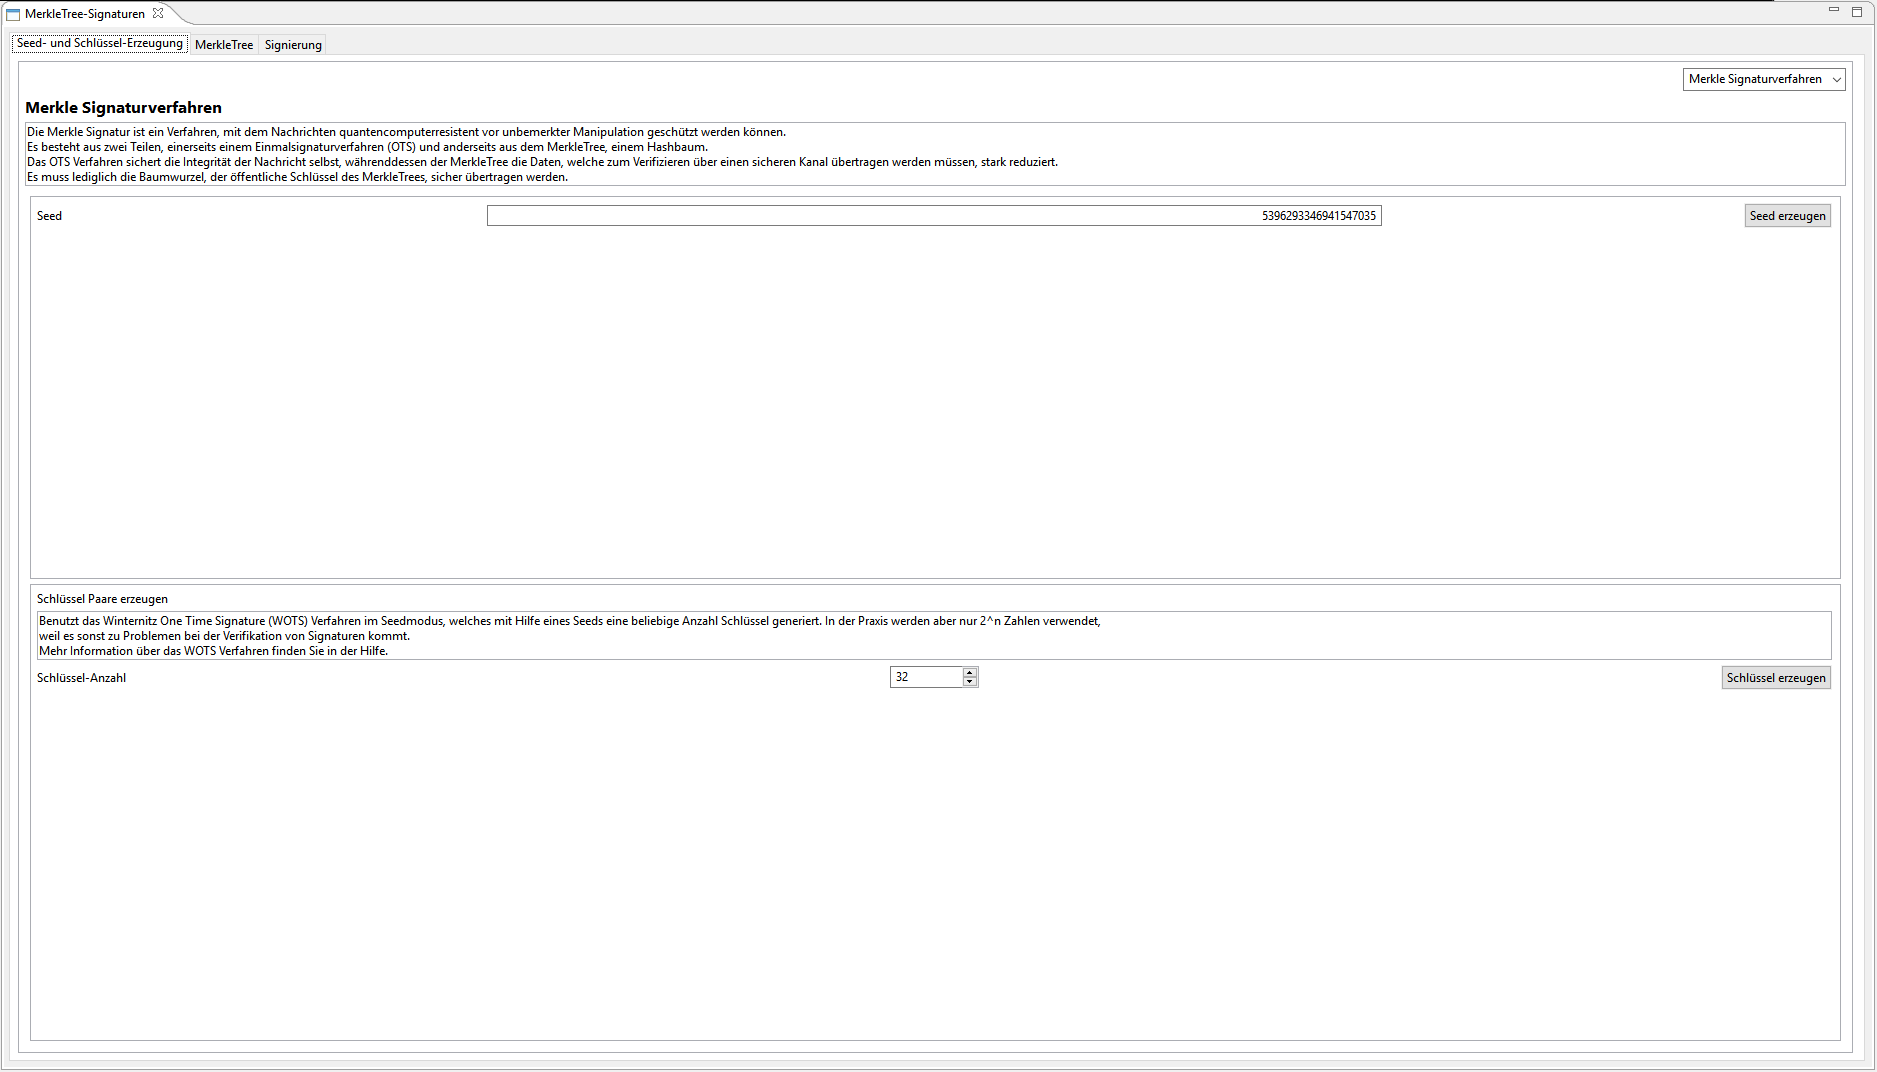 MerkleTree-Signaturen
Seed- und Schlüssel-Erzeugung MerkleTree Signierung
Merkle Signaturverfahren
Merkle Signaturverfahren
Die Merkle Signatur ist ein Verfahren, mit dem Nachrichten quantencomputerresistent vor unbemerkter Manipulation geschützt werden können.
Es besteht aus zwei Teilen, einerseits einem Einmalsignaturverfahren (OTS) und anderseits aus dem MerkleTree, einem Hashbaum.
Das OTS Verfahren sichert die Integrität der Nachricht selbst, währenddessen der MerkleTree die Daten, welche zum Verifizieren über einen sicheren Kanal übertragen werden müssen, stark reduziert.
Es muss lediglich die Baumwurzel, der öffentliche Schlüssel des MerkleTrees, sicher übertragen werden.
Seed 5396293346941547035 Seed erzeugen
Schlüssel Paare erzeugen
Benutzt das Winternitz One Time Signature (WOTS) Verfahren im Seedmodus, welches mit Hilfe eines Seeds eine beliebige Anzahl Schlüssel generiert. In der Praxis werden aber nur 2^n Zahlen verwendet,
weil es sonst zu Problemen bei der Verifikation von Signaturen kommt.
Mehr Information über das WOTS Verfahren finden Sie in der Hilfe.
Schlüssel-Anzahl 32 Schlüssel erzeugen